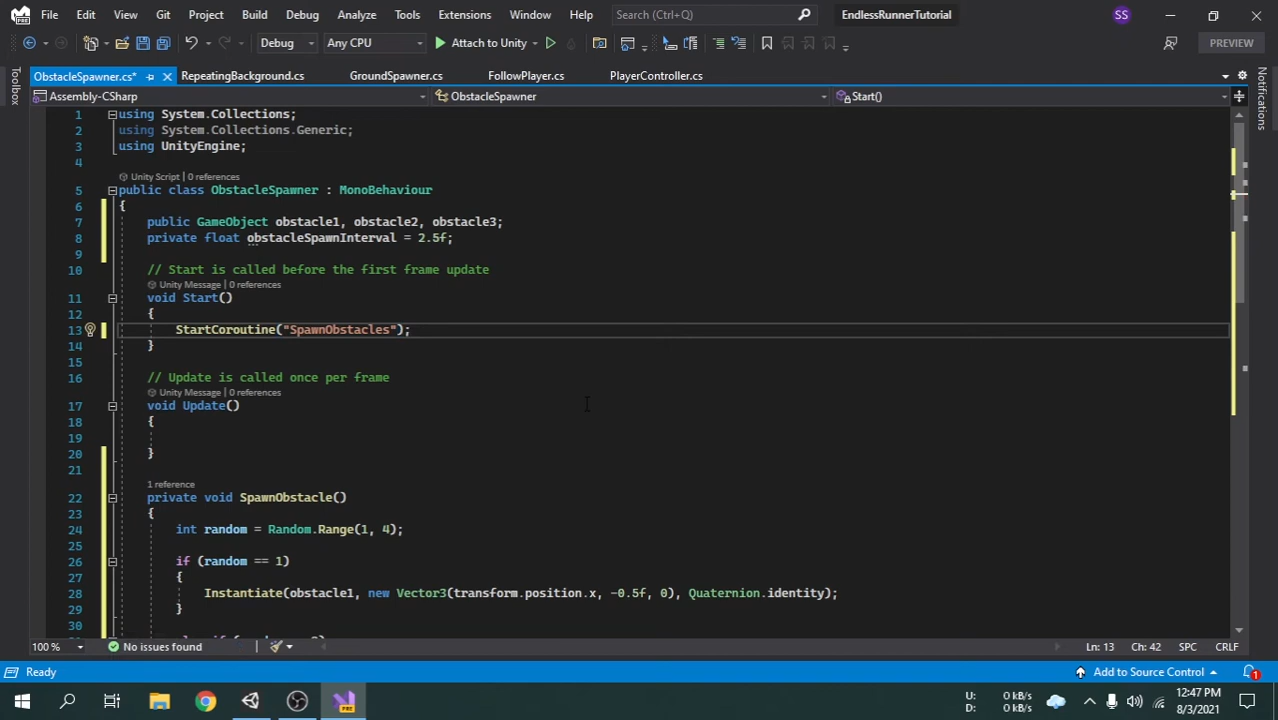 File Edit View Git Project Build Debug Analyze Tools Extensions Window Help Search (Ctrl+Q) EndlessRunnerTutorial SS
Debug Any CPU Attach to Unity PREVIEW
ObstacleSpawner.cs* RepeatingBackground.cs GroundSpawner.cs FollowPlayer.cs PlayerController.cs
Toolbox
Notifications
Assembly-CSharp ObstacleSpawner Start()
1 using System.Collections;
2 using System.Collections.Generic;
3 using UnityEngine;
4
Unity Script | 0 references
5 public class ObstacleSpawner : MonoBehaviour
6 {
7 public GameObject obstacle1, obstacle2, obstacle3;
8 private float obstacleSpawnInterval = 2.5f;
9
10 // Start is called before the first frame update
Unity Message | 0 references
11 void Start()
12 {
13 StartCoroutine("SpawnObstacles");
14 }
15
16 // Update is called once per frame
Unity Message | 0 references
17 void Update()
18 {
19
20 }
21
1 reference
22 private void SpawnObstacle()
23 {
24 int random = Random.Range(1, 4);
25
26 if (random == 1)
27 {
28 Instantiate(obstacle1, new Vector3(transform.position.x, -0.5f, 0), Quaternion.identity);
29 }
30
100 % No issues found Ln: 13 Ch: 42 SPC CRLF
Ready Add to Source Control 1
PRE U: 0 kB/s D: 0 kB/s 12:47 PM 8/3/2021